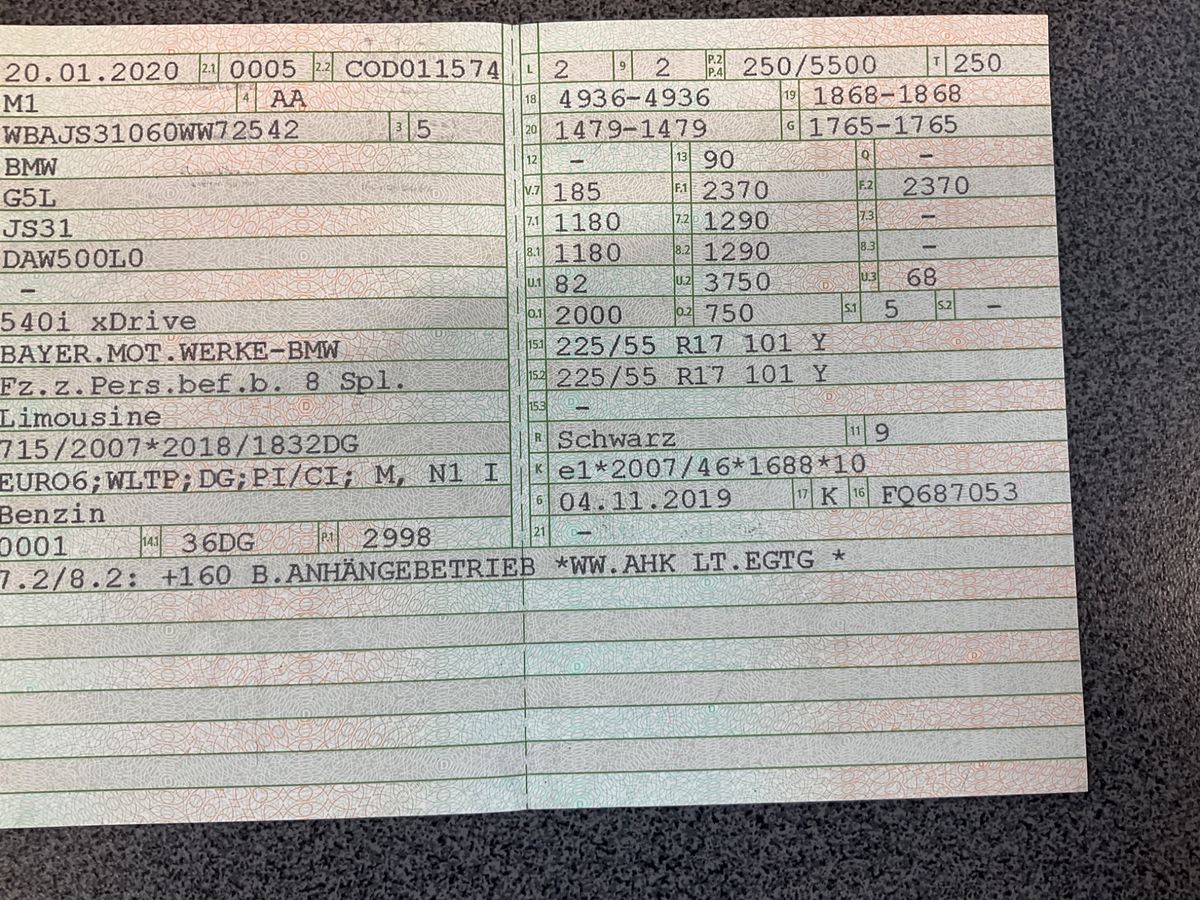 20.01.2020 2.1 0005 2.2 COD011574
M1 4 AA
WBAJS31060WW72542 3 5
BMW
G5L
JS31
DAW500L0
–
540i xDrive
BAYER.MOT.WERKE-BMW
Fz.z.Pers.bef.b. 8 Spl.
Limousine
715/2007*2018/1832DG
EURO6;WLTP;DG;PI/CI; M, N1 I
Benzin
0001 14.1 36DG P.1 2998
L 2 9 2 P.2 P.4 250/5500 T 250
18 4936-4936 19 1868-1868
20 1479-1479 G 1765-1765
12 – 13 90 Q –
V.7 185 F.1 2370 F.2 2370
7.1 1180 7.2 1290 7.3 –
8.1 1180 8.2 1290 8.3 –
U.1 82 U.2 3750 U.3 68
O.1 2000 O.2 750 S.1 5 S.2 –
15.1 225/55 R17 101 Y
15.2 225/55 R17 101 Y
15.3 –
R Schwarz 11 9
K e1*2007/46*1688*10
6 04.11.2019 17 K 16 FQ687053
21 –
7.2/8.2: +160 B.ANHÄNGEBETRIEB *WW.AHK LT.EGTG *